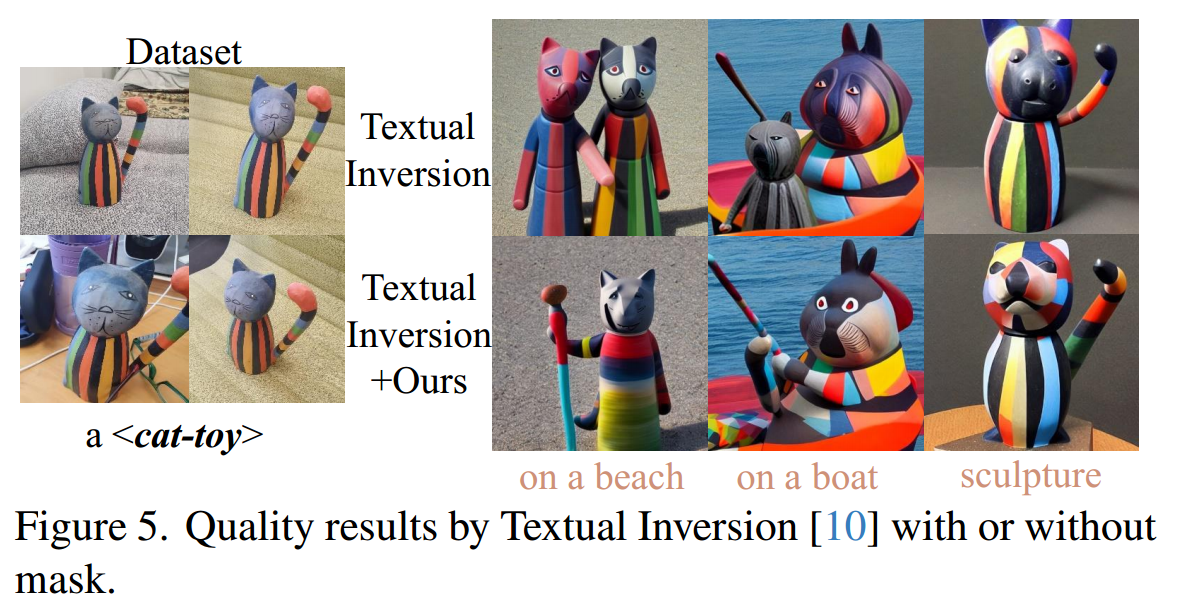 Dataset
Textual
Inversion
Textual
Inversion
+Ours
a <cat-toy>
on a beach
on a boat
sculpture
Figure 5. Quality results by Textual Inversion [10] with or without
mask.